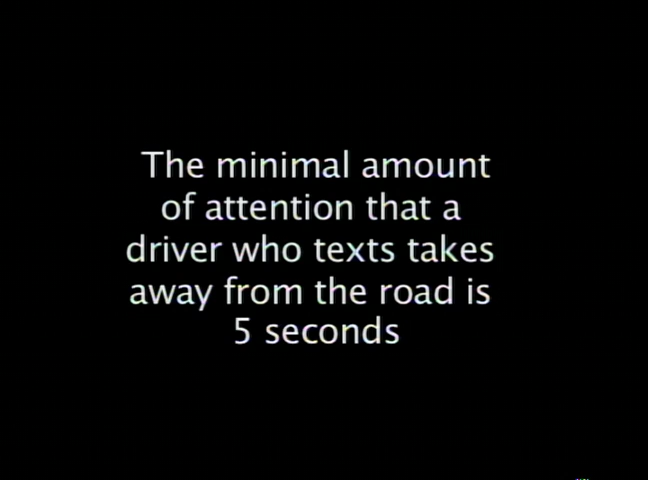 The minimal amount
of attention that a
driver who texts takes
away from the road is
5 seconds